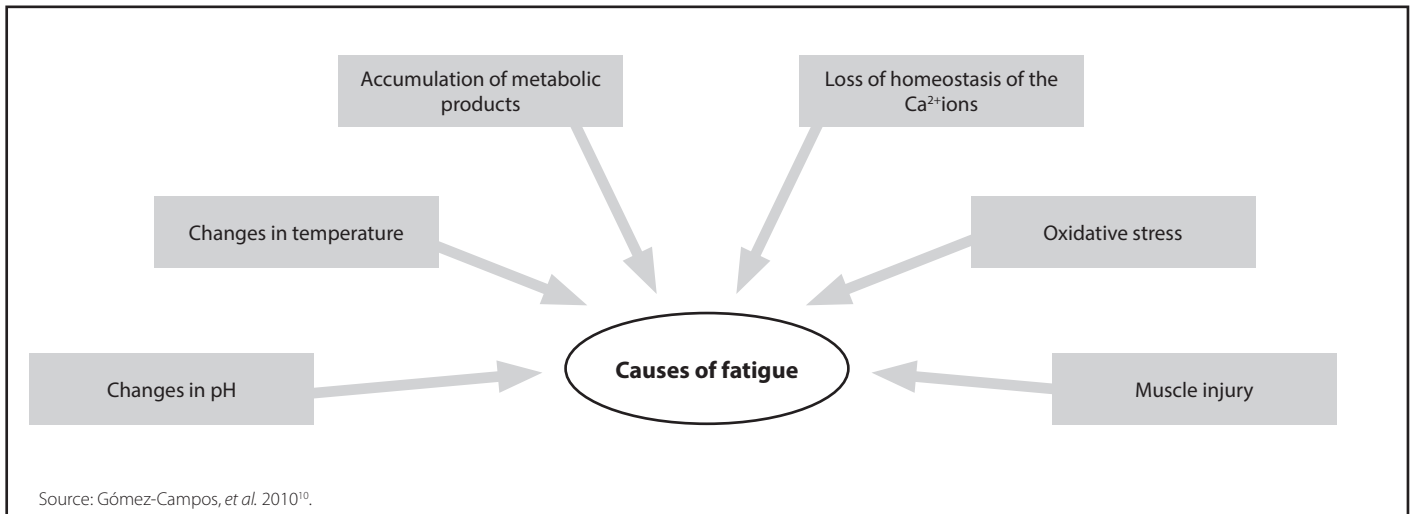 Accumulation of metabolic
products
Loss of homeostasis of the
Ca²⁺ions
Changes in temperature
Oxidative stress
Causes of fatigue
Changes in pH
Muscle injury
Source: Gómez-Campos, et al. 2010¹⁰.